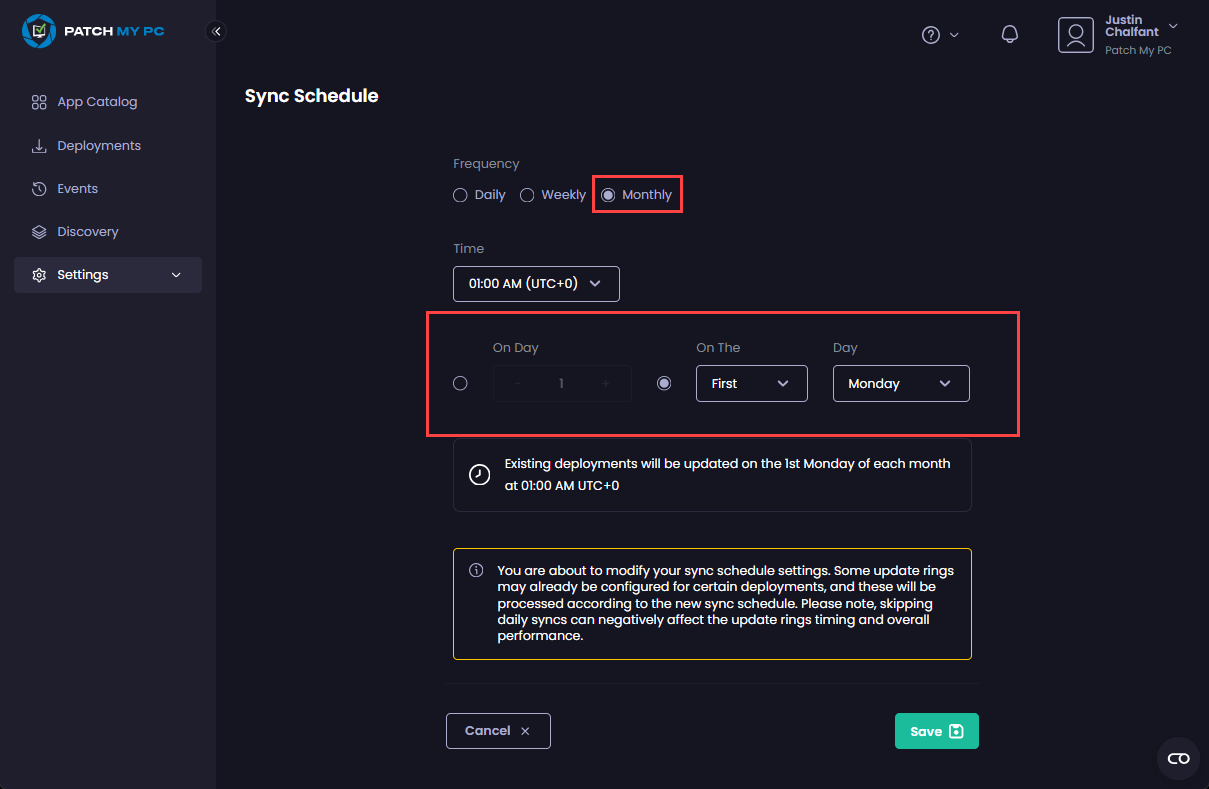 PATCH MY PC
Justin
Chalfant
Patch My PC
App Catalog
Deployments
Events
Discovery
Settings
Sync Schedule
Frequency
Daily
Weekly
Monthly
Time
01:00 AM (UTC+0)
On Day
On The
Day
- 1 +
First
Monday
Existing deployments will be updated on the 1st Monday of each month
at 01:00 AM UTC+0
You are about to modify your sync schedule settings. Some update rings
may already be configured for certain deployments, and these will be
processed according to the new sync schedule. Please note, skipping
daily syncs can negatively affect the update rings timing and overall
performance.
Cancel
Save